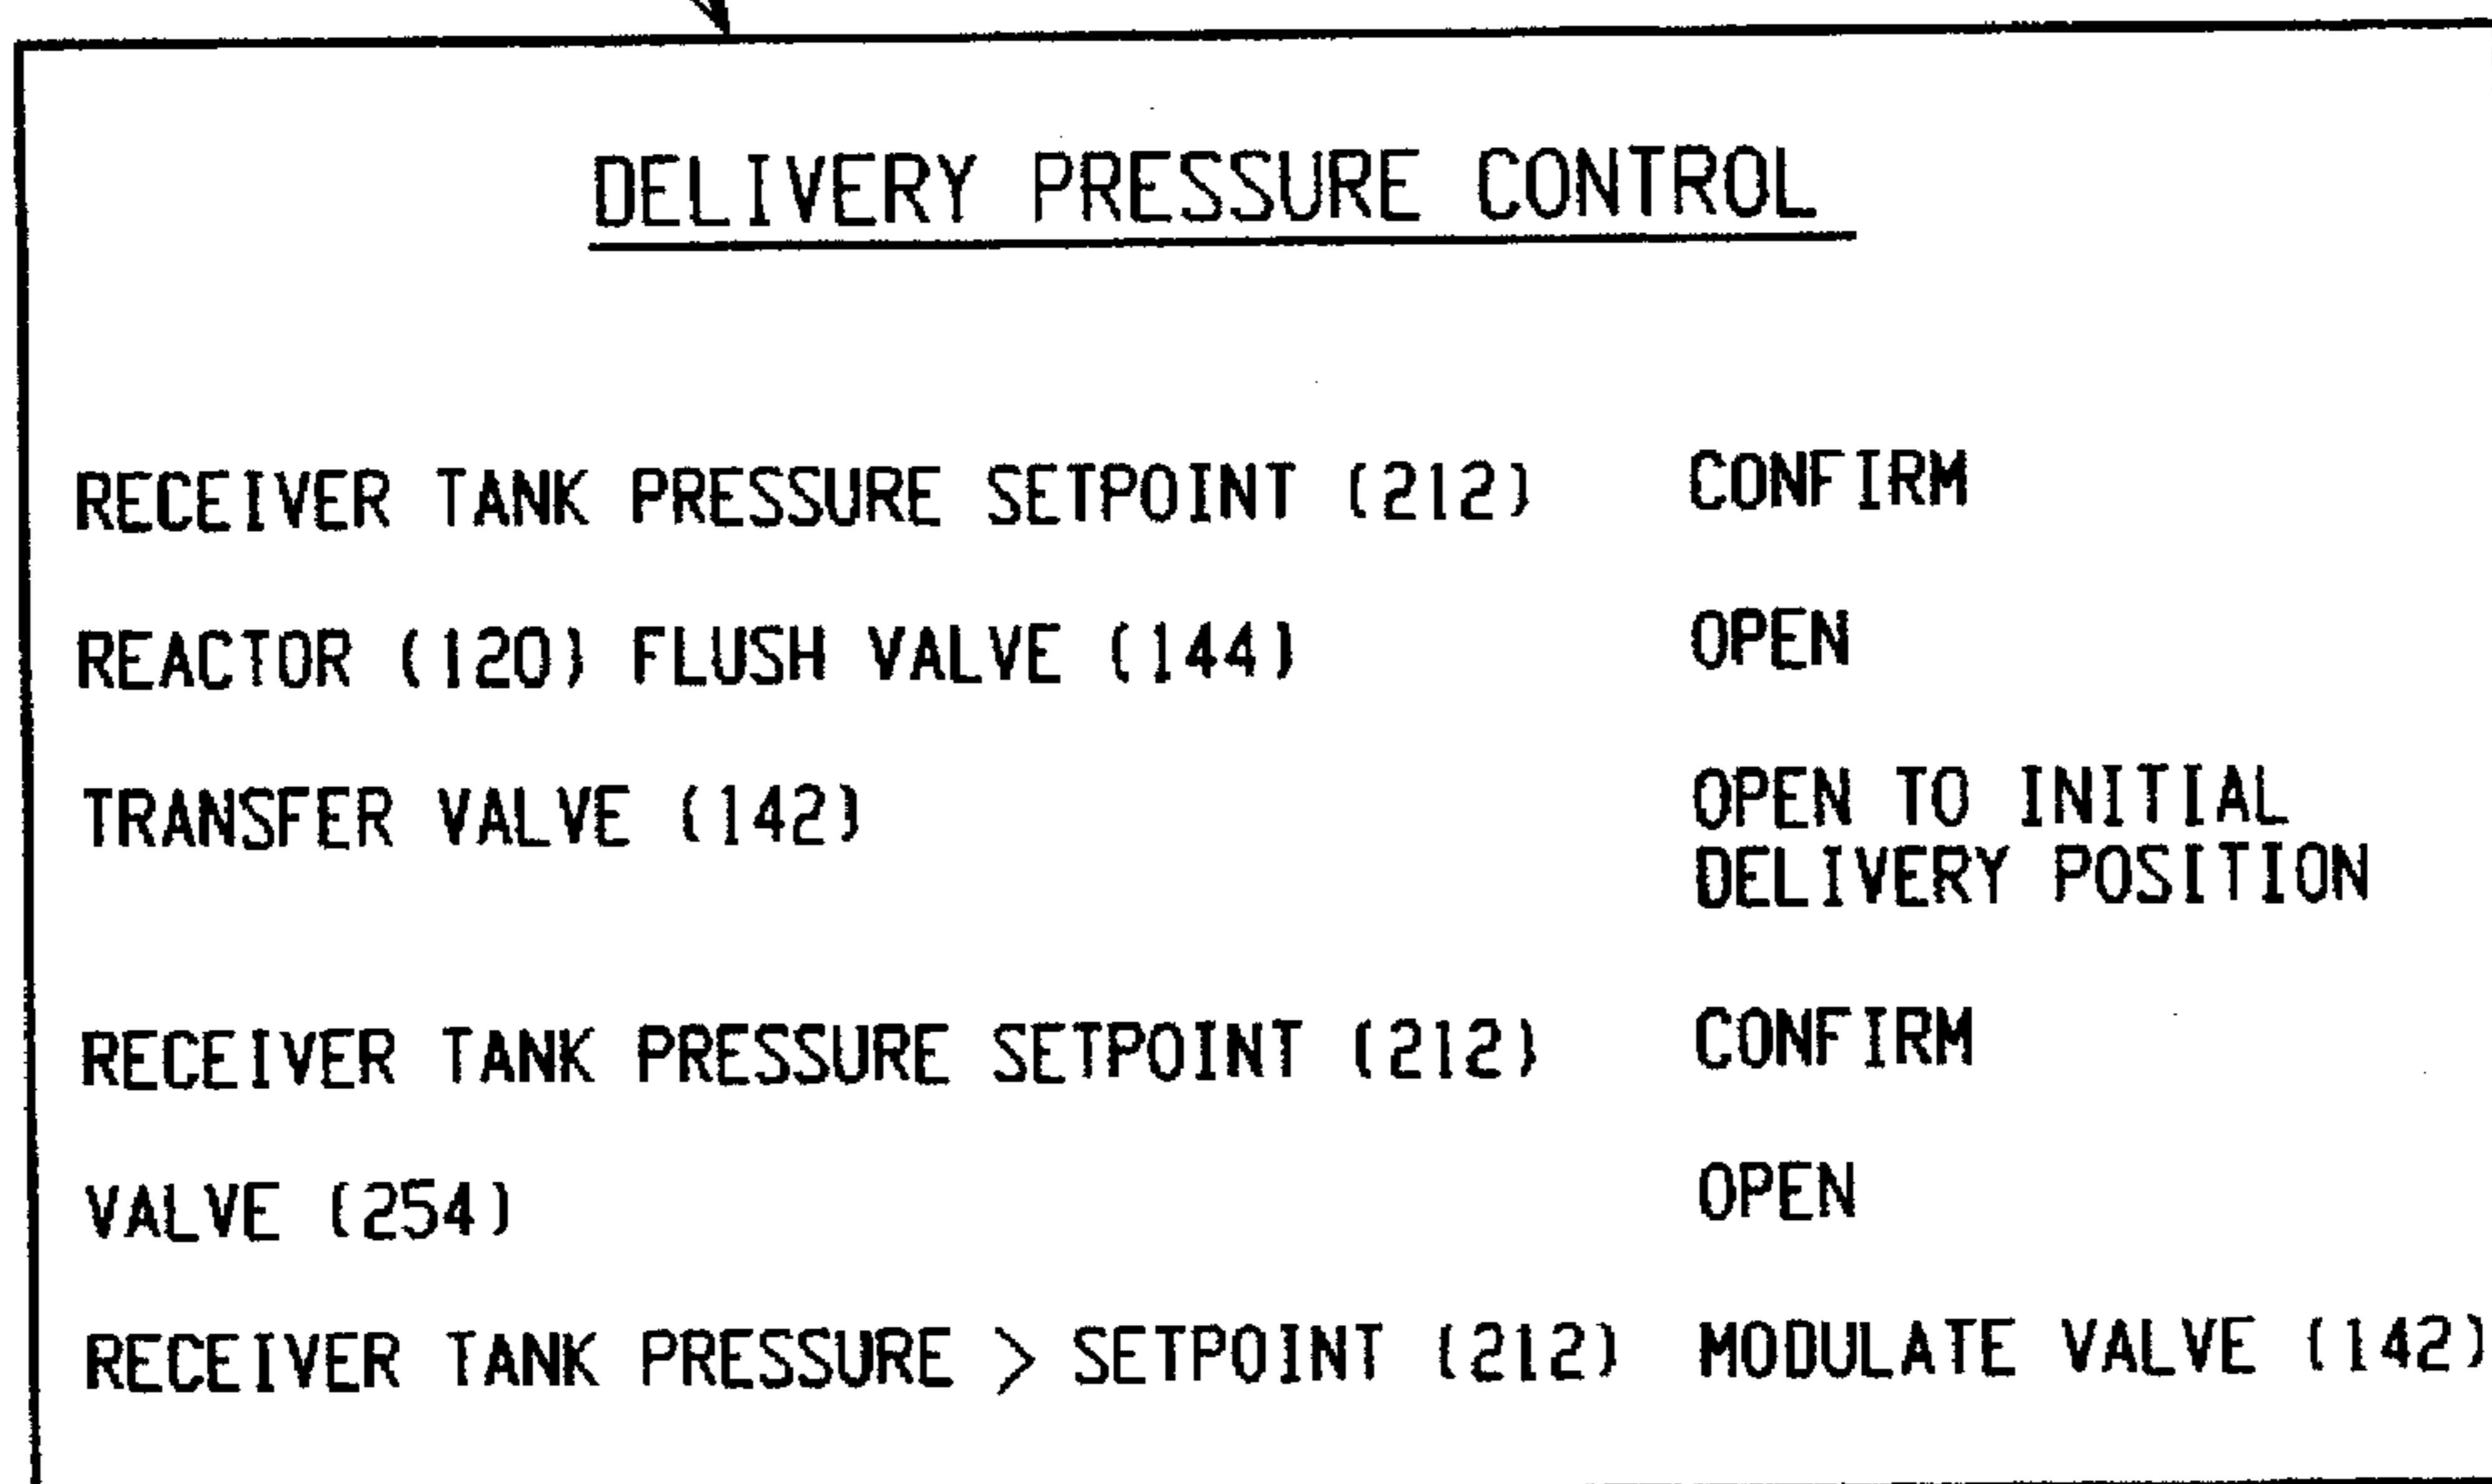 DELIVERY PRESSURE CONTROL
RECEIVER TANK PRESSURE SETPOINT (212) CONFIRM
REACTOR (120) FLUSH VALVE (144) OPEN
TRANSFER VALVE (142) OPEN TO INITIAL
DELIVERY POSITION
RECEIVER TANK PRESSURE SETPOINT (212) CONFIRM
VALVE (254) OPEN
RECEIVER TANK PRESSURE > SETPOINT (212) MODULATE VALVE (142)